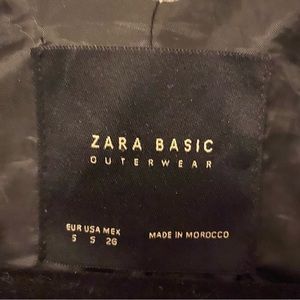 ZARA BASIC
OUTERWEAR
EUR USA MEX
S S 26
MADE IN MOROCCO